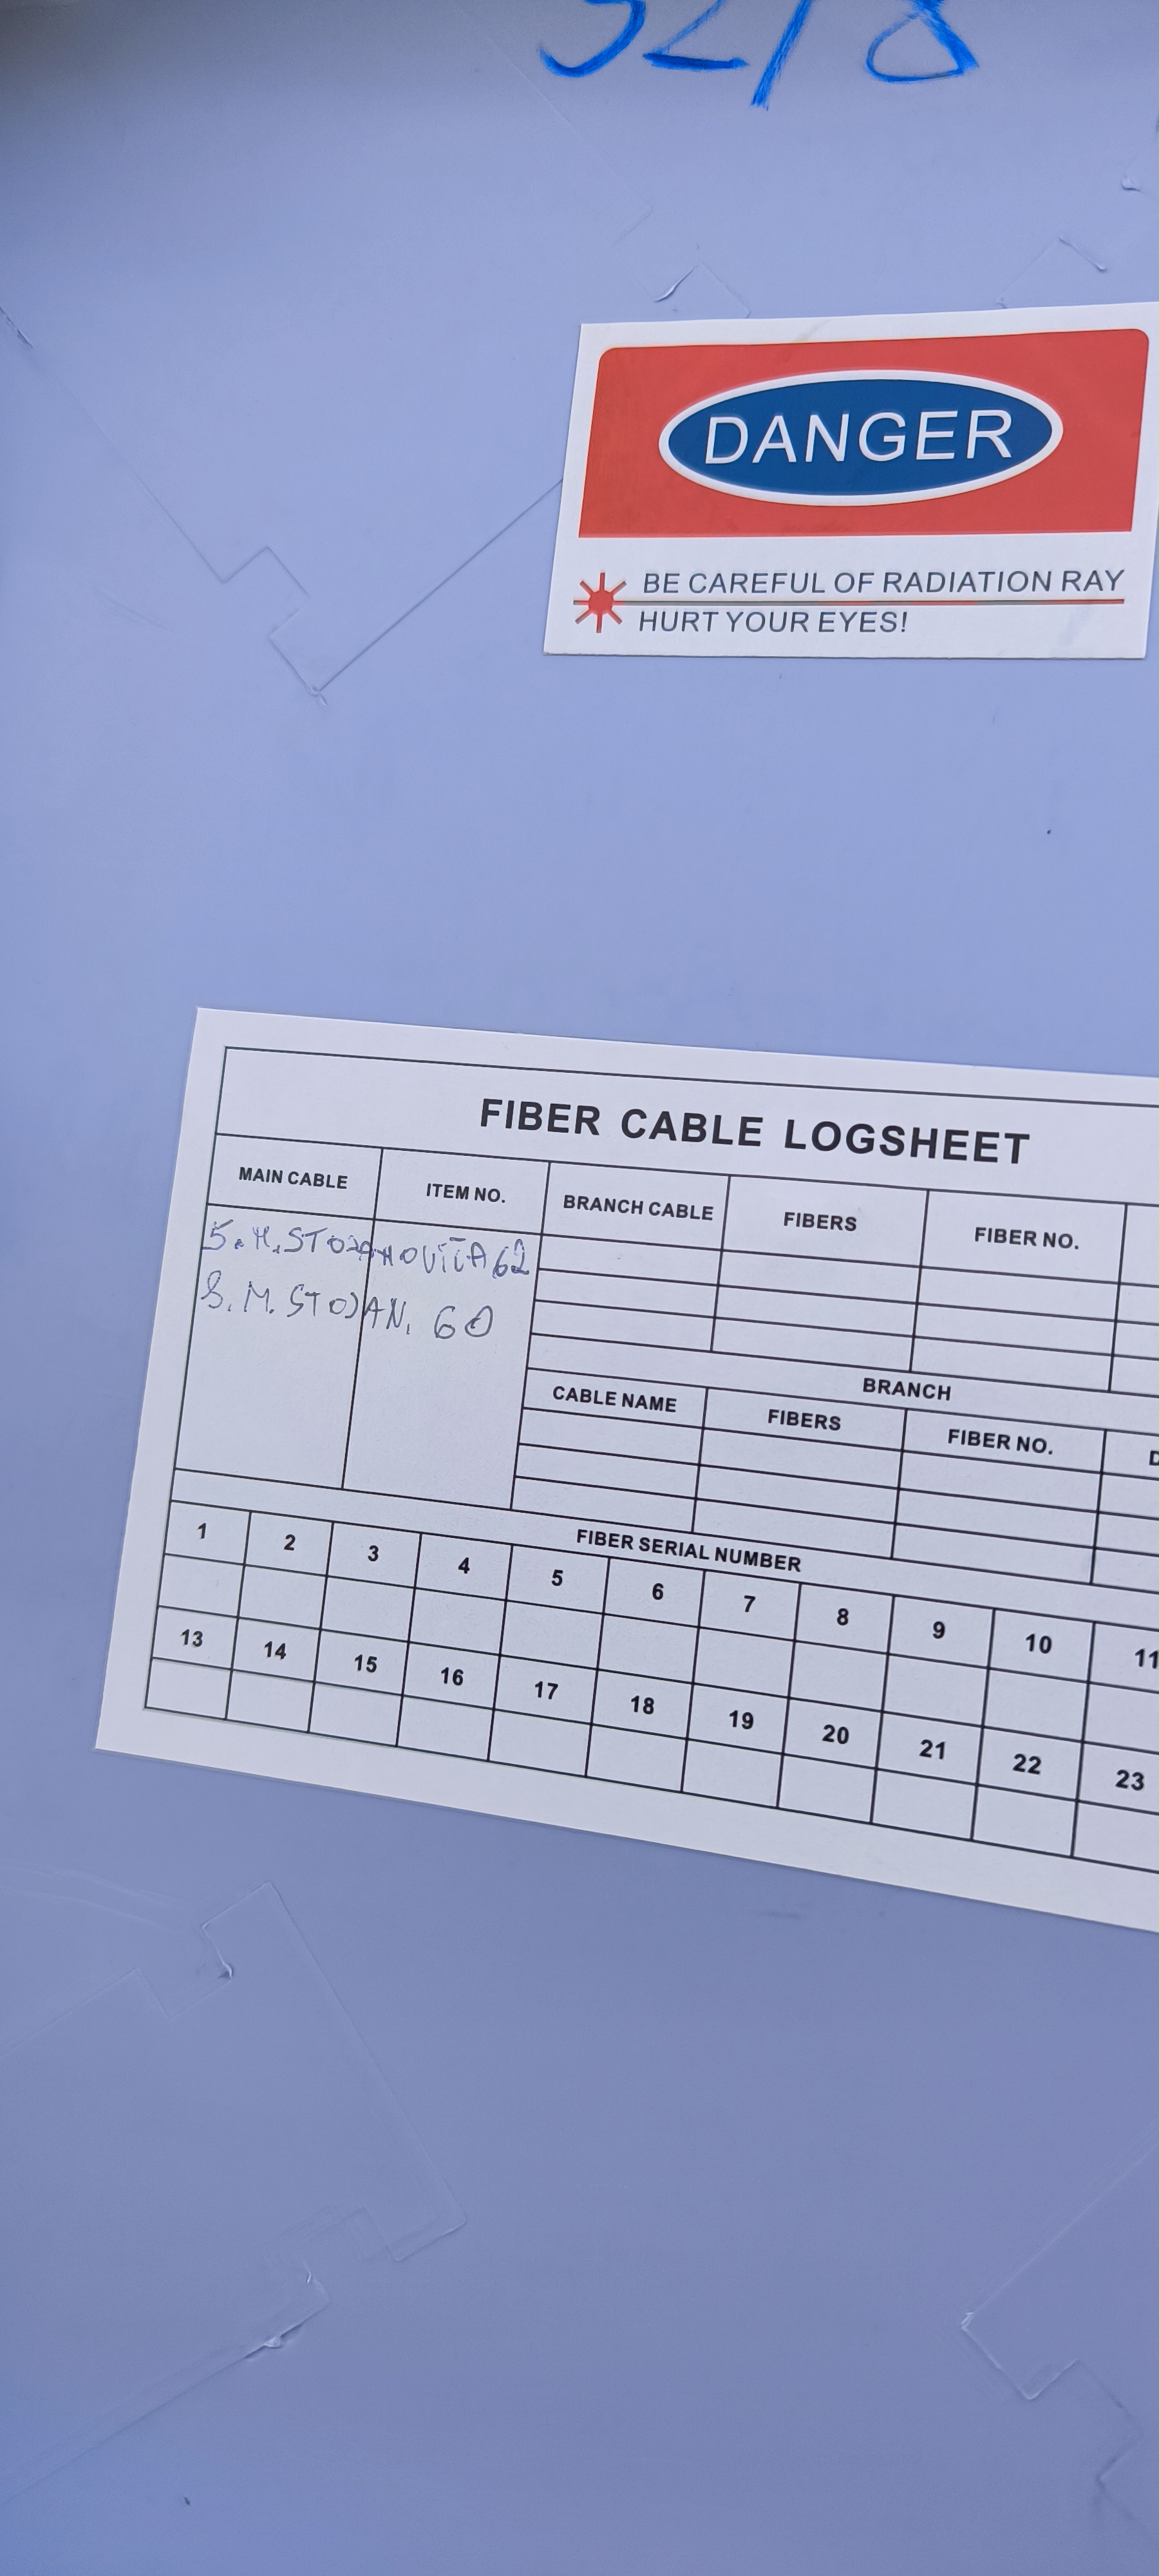 DANGER
BE CAREFUL OF RADIATION RAY
HURT YOUR EYES!
FIBER CABLE LOGSHEET
MAIN CABLE ITEM NO. BRANCH CABLE FIBERS FIBER NO.
S.M.STOJANOVIĆA 62
S.M.STOJAN. 60
BRANCH
CABLE NAME FIBERS FIBER NO.
FIBER SERIAL NUMBER
1 2 3 4 5 6 7 8 9 10 11
13 14 15 16 17 18 19 20 21 22 23